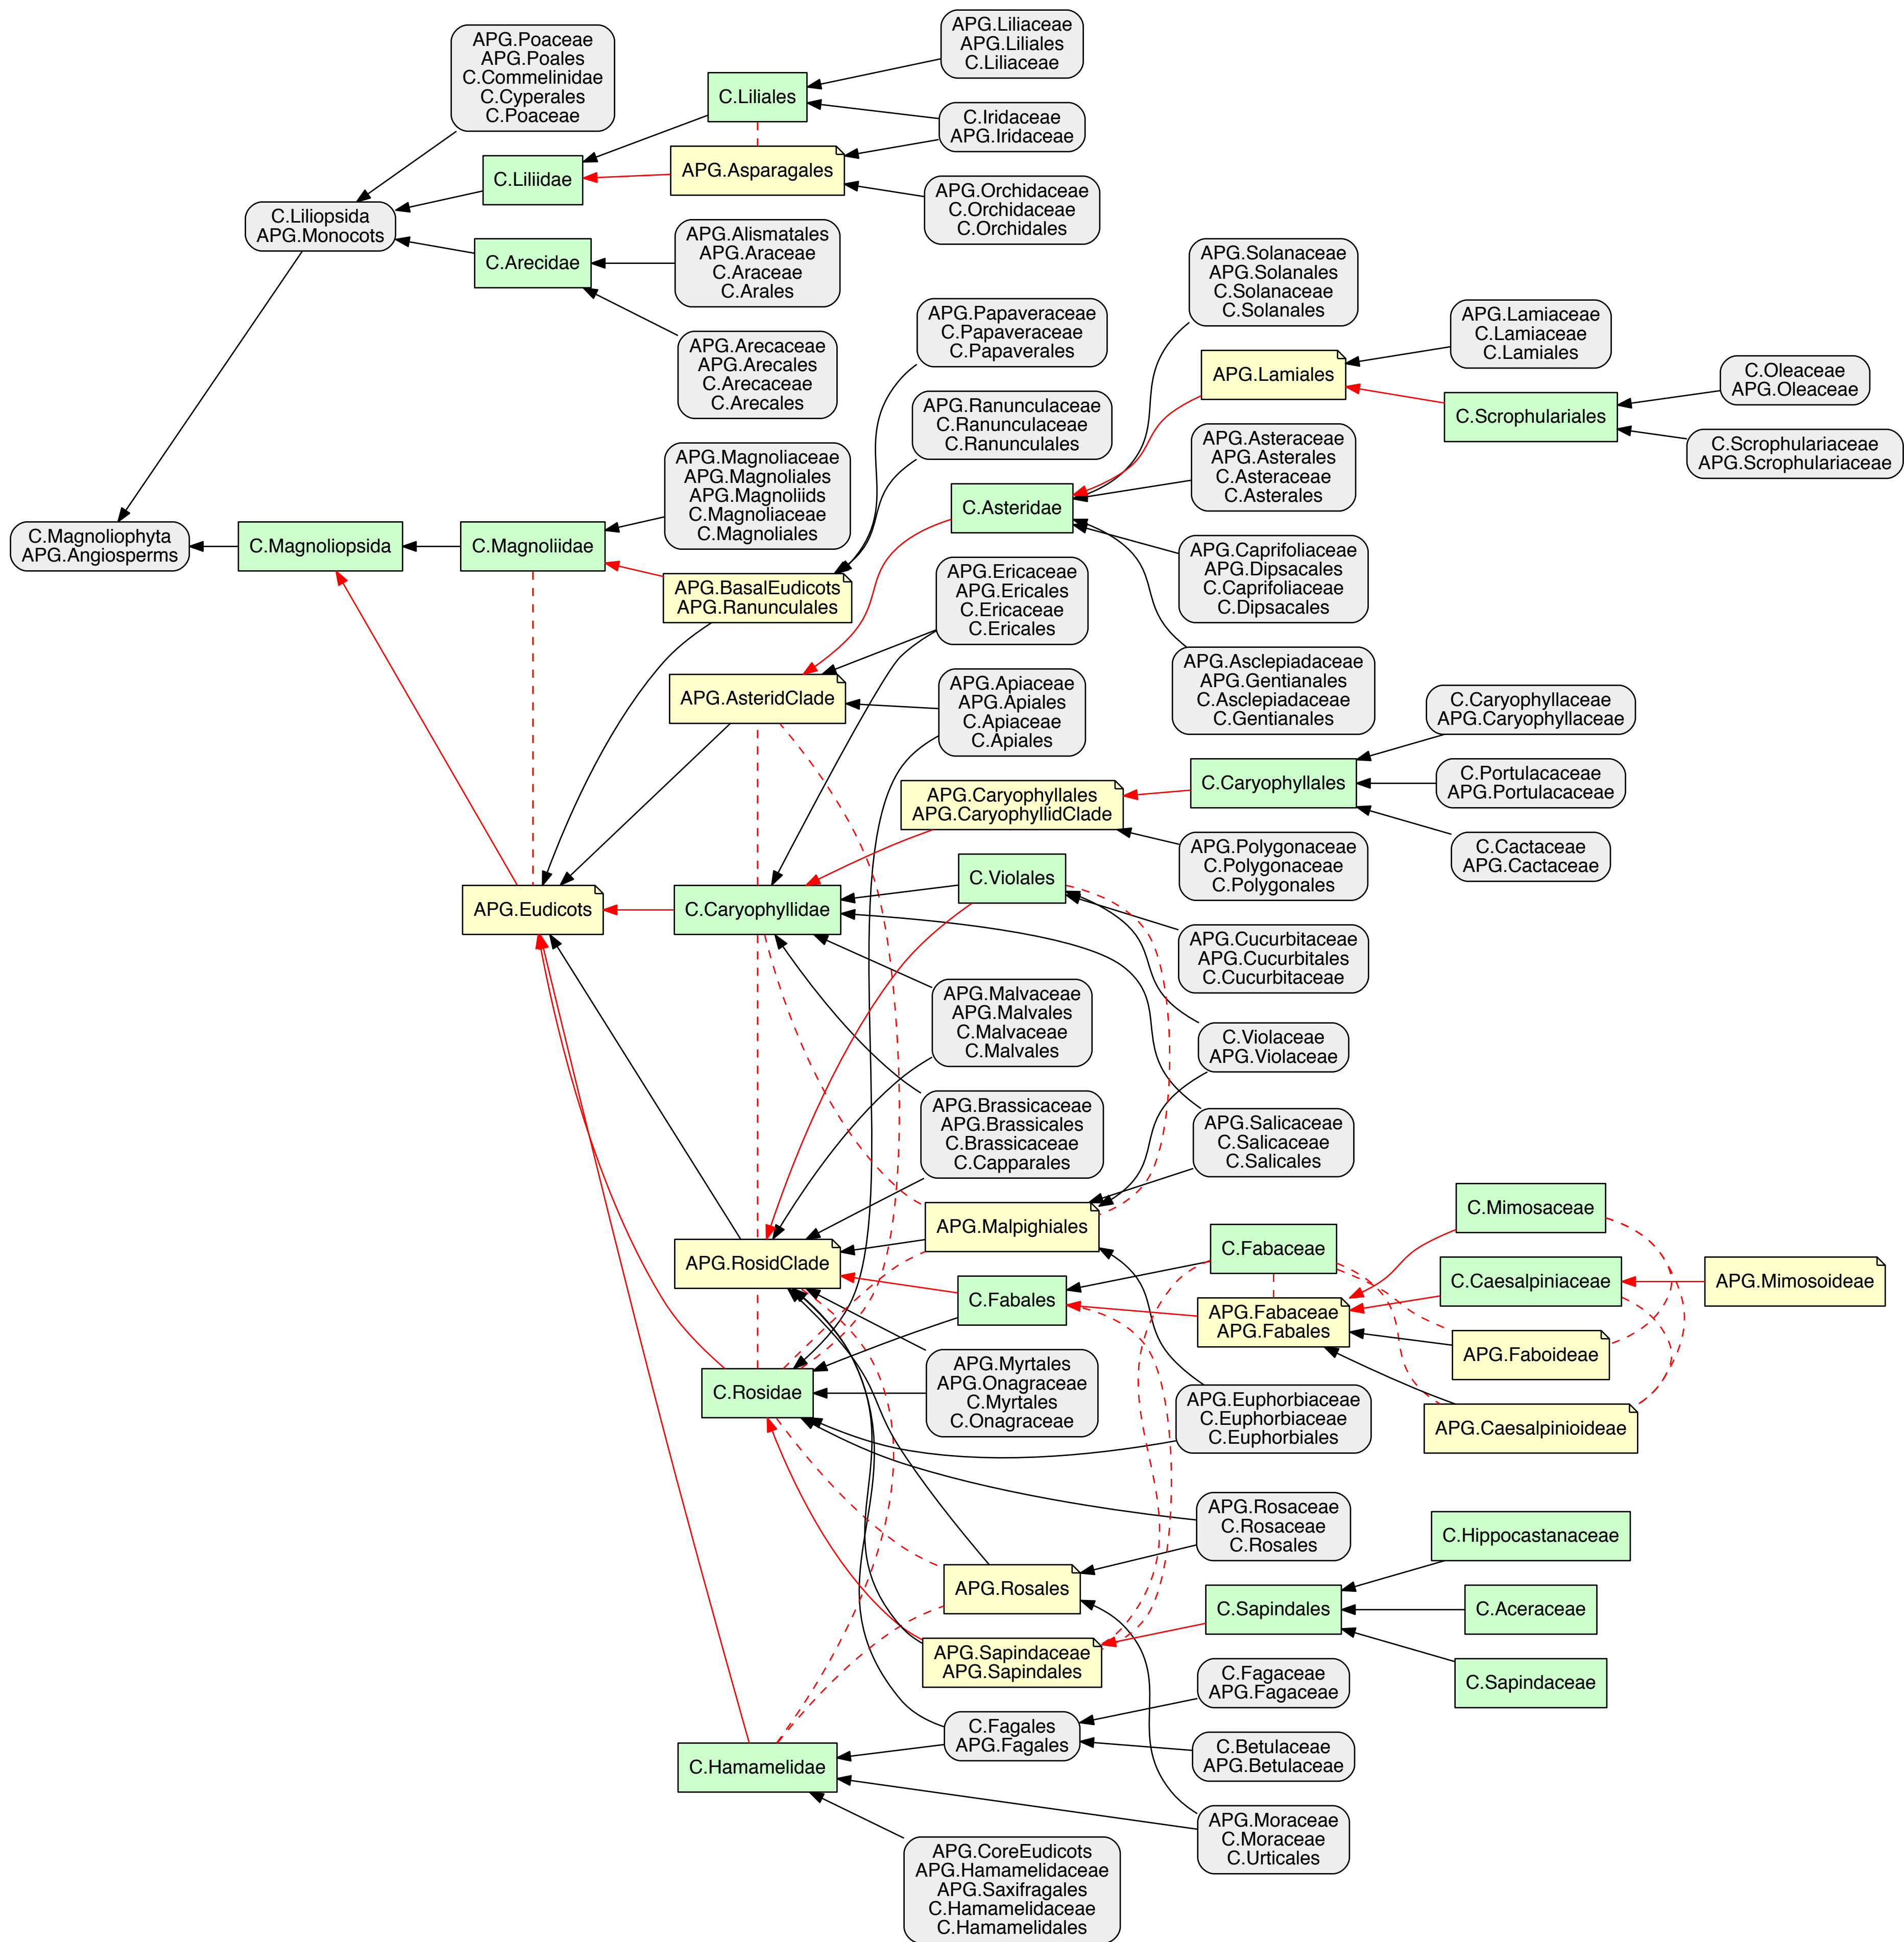 APG.Poaceae
APG.Poales
C.Commelinidae
C.Cyperales
C.Poaceae
APG.Liliaceae
APG.Liliales
C.Liliaceae
C.Liliales
C.Iridaceae
APG.Iridaceae
APG.Asparagales
C.Liliidae
APG.Orchidaceae
C.Orchidaceae
C.Orchidales
C.Liliopsida
APG.Monocots
C.Arecidae
APG.Alismatales
APG.Araceae
C.Araceae
C.Arales
APG.Arecaceae
APG.Arecales
C.Arecaceae
C.Arecales
APG.Solanaceae
APG.Solanales
C.Solanaceae
C.Solanales
APG.Papaveraceae
C.Papaveraceae
C.Papaverales
APG.Lamiaceae
C.Lamiaceae
C.Lamiales
APG.Lamiales
C.Oleaceae
APG.Oleaceae
C.Scrophulariales
APG.Ranunculaceae
C.Ranunculaceae
C.Ranunculales
APG.Asteraceae
APG.Asterales
C.Asteraceae
C.Asterales
C.Scrophulariaceae
APG.Scrophulariaceae
APG.Magnoliaceae
APG.Magnoliales
APG.Magnoliids
C.Magnoliaceae
C.Magnoliales
C.Asteridae
C.Magnoliophyta
APG.Angiosperms
C.Magnoliopsida
C.Magnoliidae
APG.BasalEudicots
APG.Ranunculales
APG.Ericaceae
APG.Ericales
C.Ericaceae
C.Ericales
APG.Caprifoliaceae
APG.Dipsacales
C.Caprifoliaceae
C.Dipsacales
APG.AsteridClade
APG.Apiaceae
APG.Apiales
C.Apiaceae
C.Apiales
APG.Asclepiadaceae
APG.Gentianales
C.Asclepiadaceae
C.Gentianales
C.Caryophyllaceae
APG.Caryophyllaceae
APG.Caryophyllales
APG.CaryophyllidClade
C.Caryophyllales
C.Portulacaceae
APG.Portulacaceae
APG.Polygonaceae
C.Polygonaceae
C.Polygonales
C.Cactaceae
APG.Cactaceae
C.Violales
APG.Eudicots
C.Caryophyllidae
APG.Cucurbitaceae
APG.Cucurbitales
C.Cucurbitaceae
APG.Malvaceae
APG.Malvales
C.Malvaceae
C.Malvales
C.Violaceae
APG.Violaceae
APG.Brassicaceae
APG.Brassicales
C.Brassicaceae
C.Capparales
APG.Salicaceae
C.Salicaceae
C.Salicales
APG.Malpighiales
C.Mimosaceae
APG.RosidClade
C.Fabaceae
C.Caesalpiniaceae
APG.Mimosoideae
C.Fabales
APG.Fabaceae
APG.Fabales
APG.Faboideae
C.Rosidae
APG.Myrtales
APG.Onagraceae
C.Myrtales
C.Onagraceae
APG.Euphorbiaceae
C.Euphorbiaceae
C.Euphorbiales
APG.Caesalpinioideae
APG.Rosaceae
C.Rosaceae
C.Rosales
C.Hippocastanaceae
APG.Rosales
C.Sapindales
C.Aceraceae
APG.Sapindaceae
APG.Sapindales
C.Fagaceae
APG.Fagaceae
C.Sapindaceae
C.Fagales
APG.Fagales
C.Betulaceae
APG.Betulaceae
C.Hamamelidae
APG.Moraceae
C.Moraceae
C.Urticales
APG.CoreEudicots
APG.Hamamelidaceae
APG.Saxifragales
C.Hamamelidaceae
C.Hamamelidales